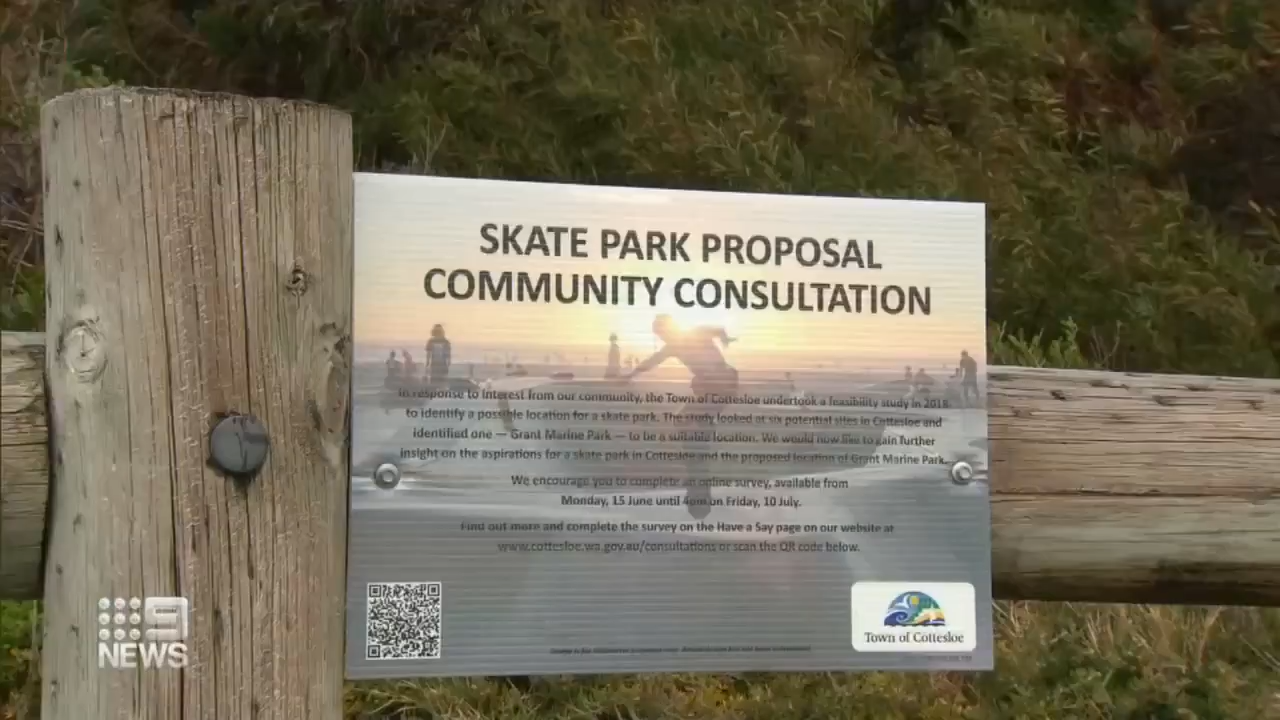 SKATE PARK PROPOSAL
COMMUNITY CONSULTATION
In response to interest from our community, the Town of Cottesloe undertook a feasibility study in 2018
to identify a possible location for a skate park. The study looked at six potential sites in Cottesloe and
identified one — Grant Marine Park — to be a suitable location. We would now like to gain further
insight on the aspirations for a skate park in Cottesloe and the proposed location of Grant Marine Park.
We encourage you to complete an online survey, available from
Monday, 15 June until 4pm on Friday, 10 July.
Find out more and complete the survey on the Have a Say page on our website at
www.cottesloe.wa.gov.au/consultations or scan the QR code below.
Town of Cottesloe
9
NEWS